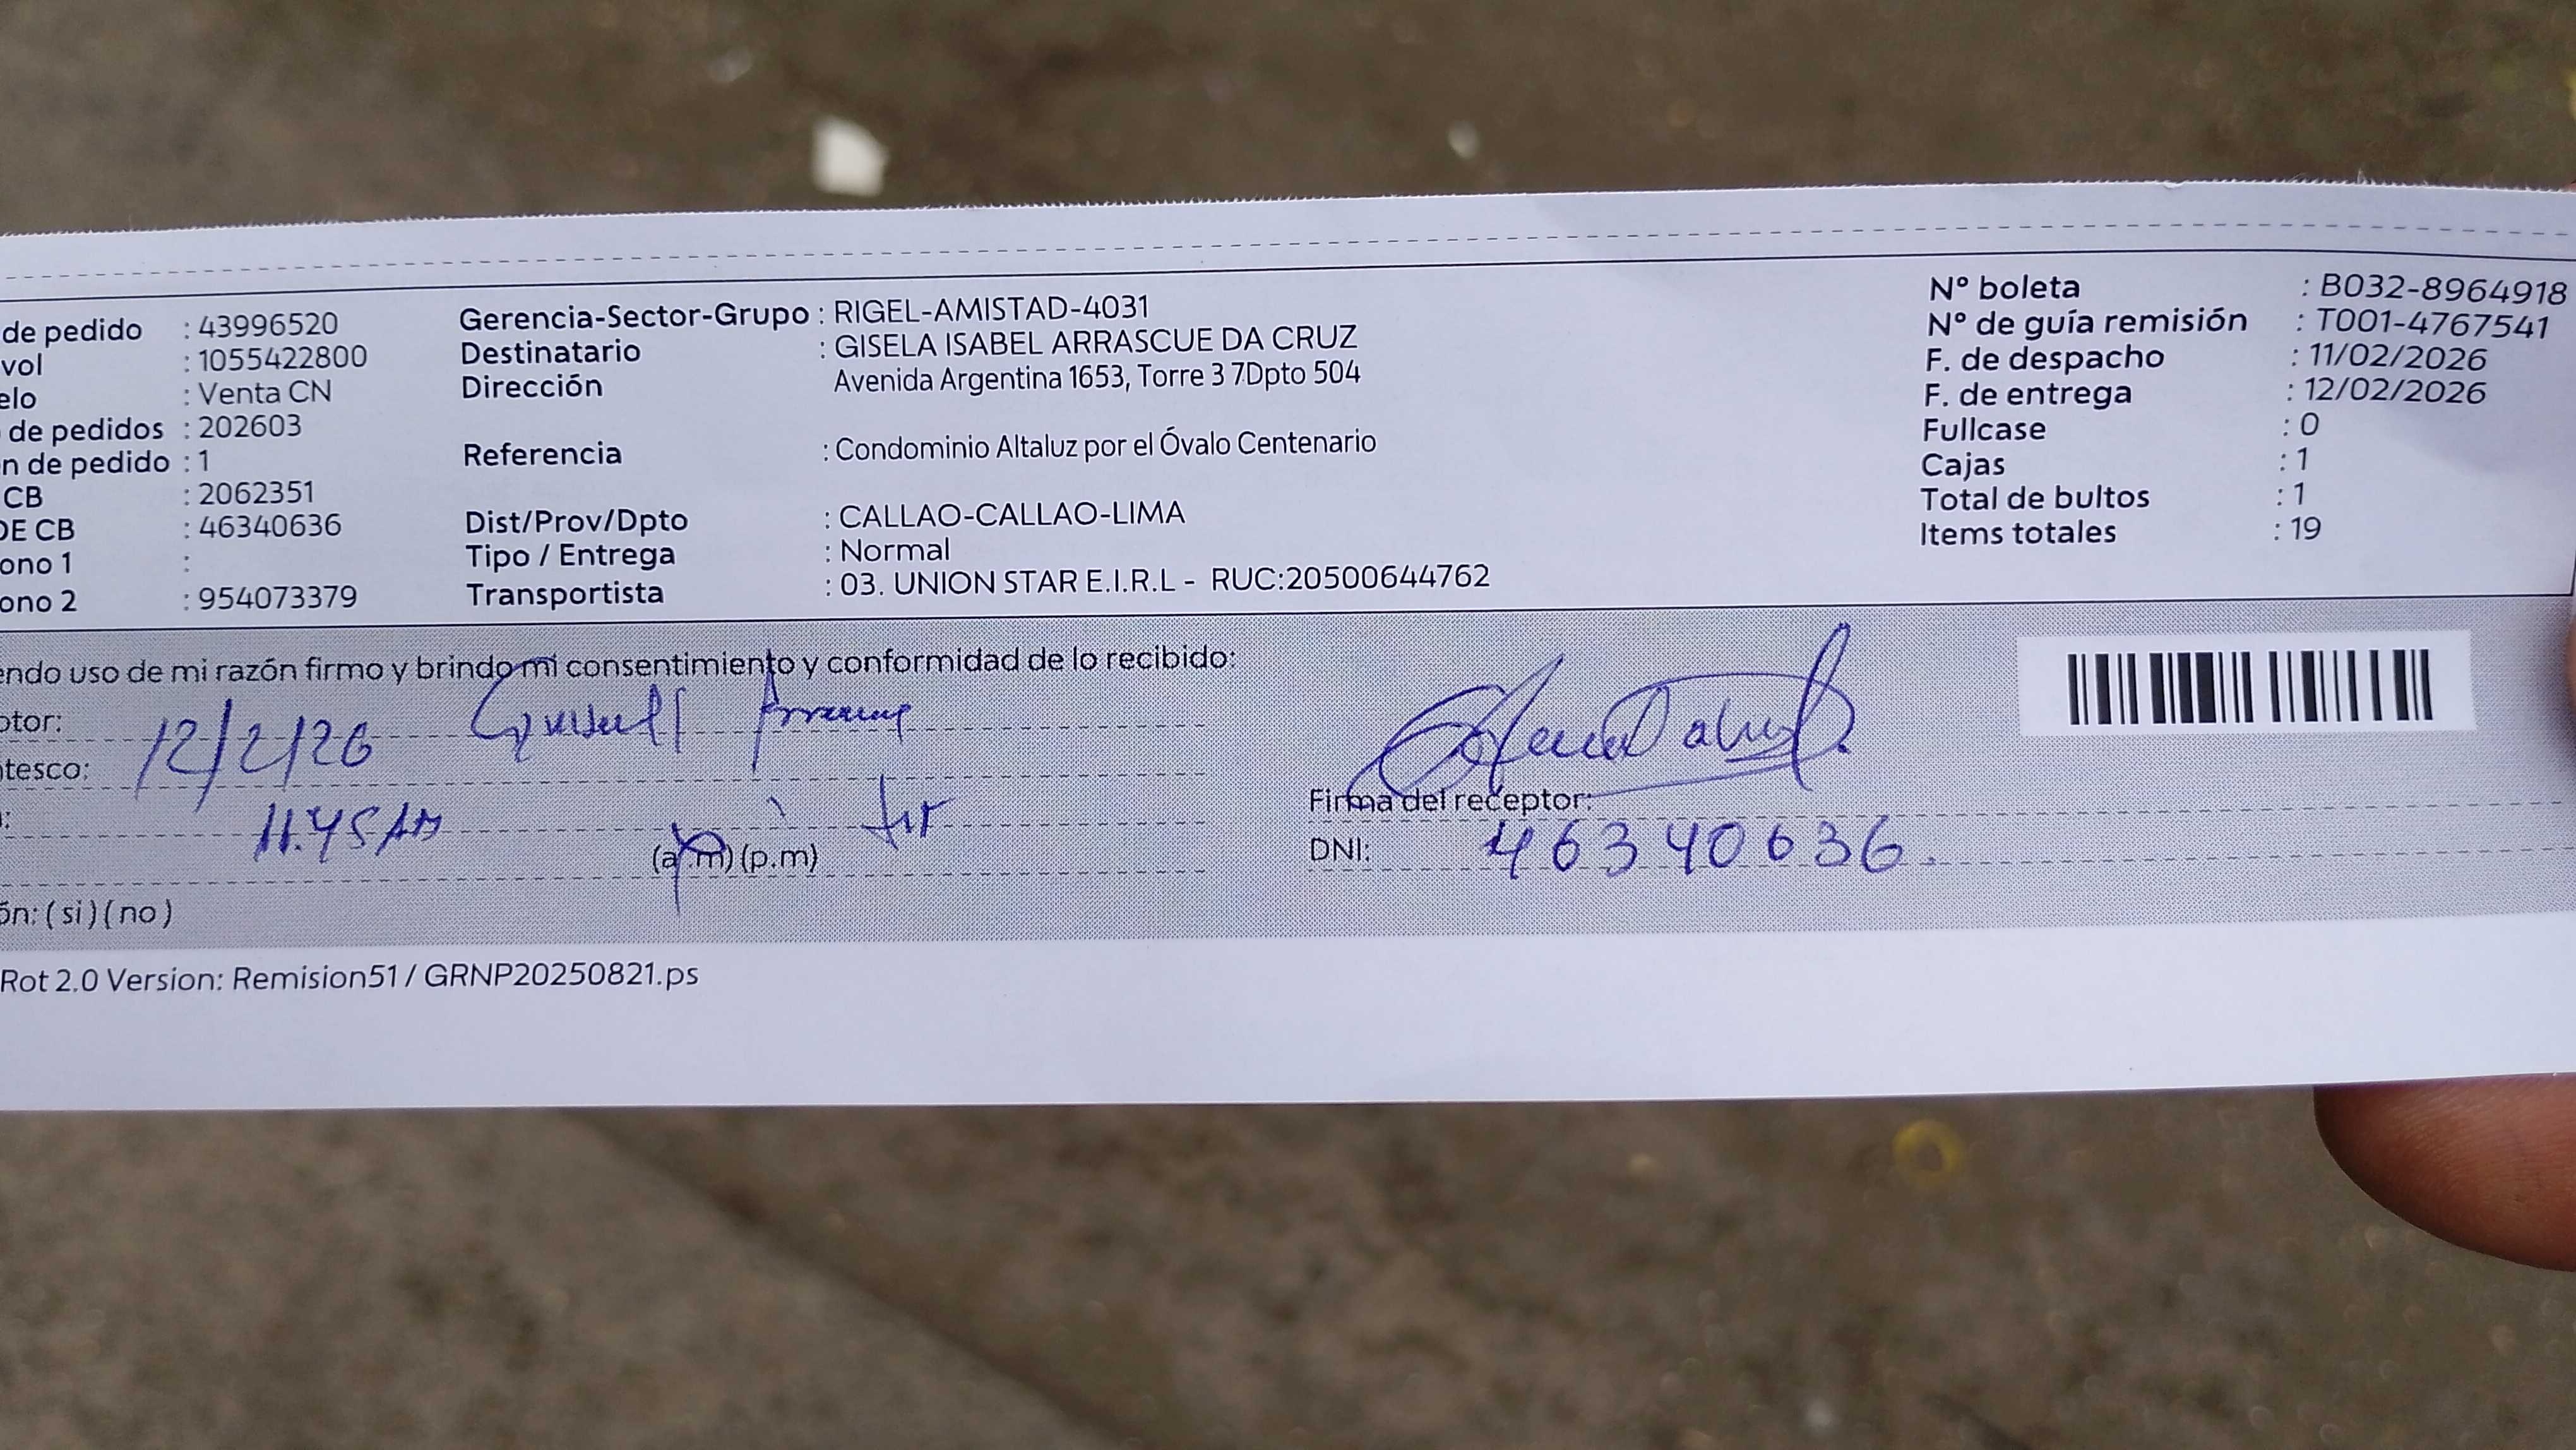 de pedido : 43996520
vol : 1055422800
elo : Venta CN
de pedidos : 202603
n de pedido : 1
CB : 2062351
DE CB : 46340636
ono 1 :
ono 2 : 954073379
Gerencia-Sector-Grupo : RIGEL-AMISTAD-4031
Destinatario : GISELA ISABEL ARRASCUE DA CRUZ
Dirección Avenida Argentina 1653, Torre 3 7Dpto 504
Referencia : Condominio Altaluz por el Óvalo Centenario
Dist/Prov/Dpto : CALLAO-CALLAO-LIMA
Tipo / Entrega : Normal
Transportista : 03. UNION STAR E.I.R.L - RUC:20500644762
Nº boleta : B032-8964918
Nº de guía remisión : T001-4767541
F. de despacho : 11/02/2026
F. de entrega : 12/02/2026
Fullcase : 0
Cajas : 1
Total de bultos : 1
Items totales : 19
endo uso de mi razón firmo y brindo mi consentimiento y conformidad de lo recibido:
ptor:
12/2/26
tesco:
11.45 AM
(a.m) (p.m)
ón: ( si ) ( no )
Firma del receptor:
DNI: 46340636.
Rot 2.0 Version: Remision51 / GRNP20250821.ps